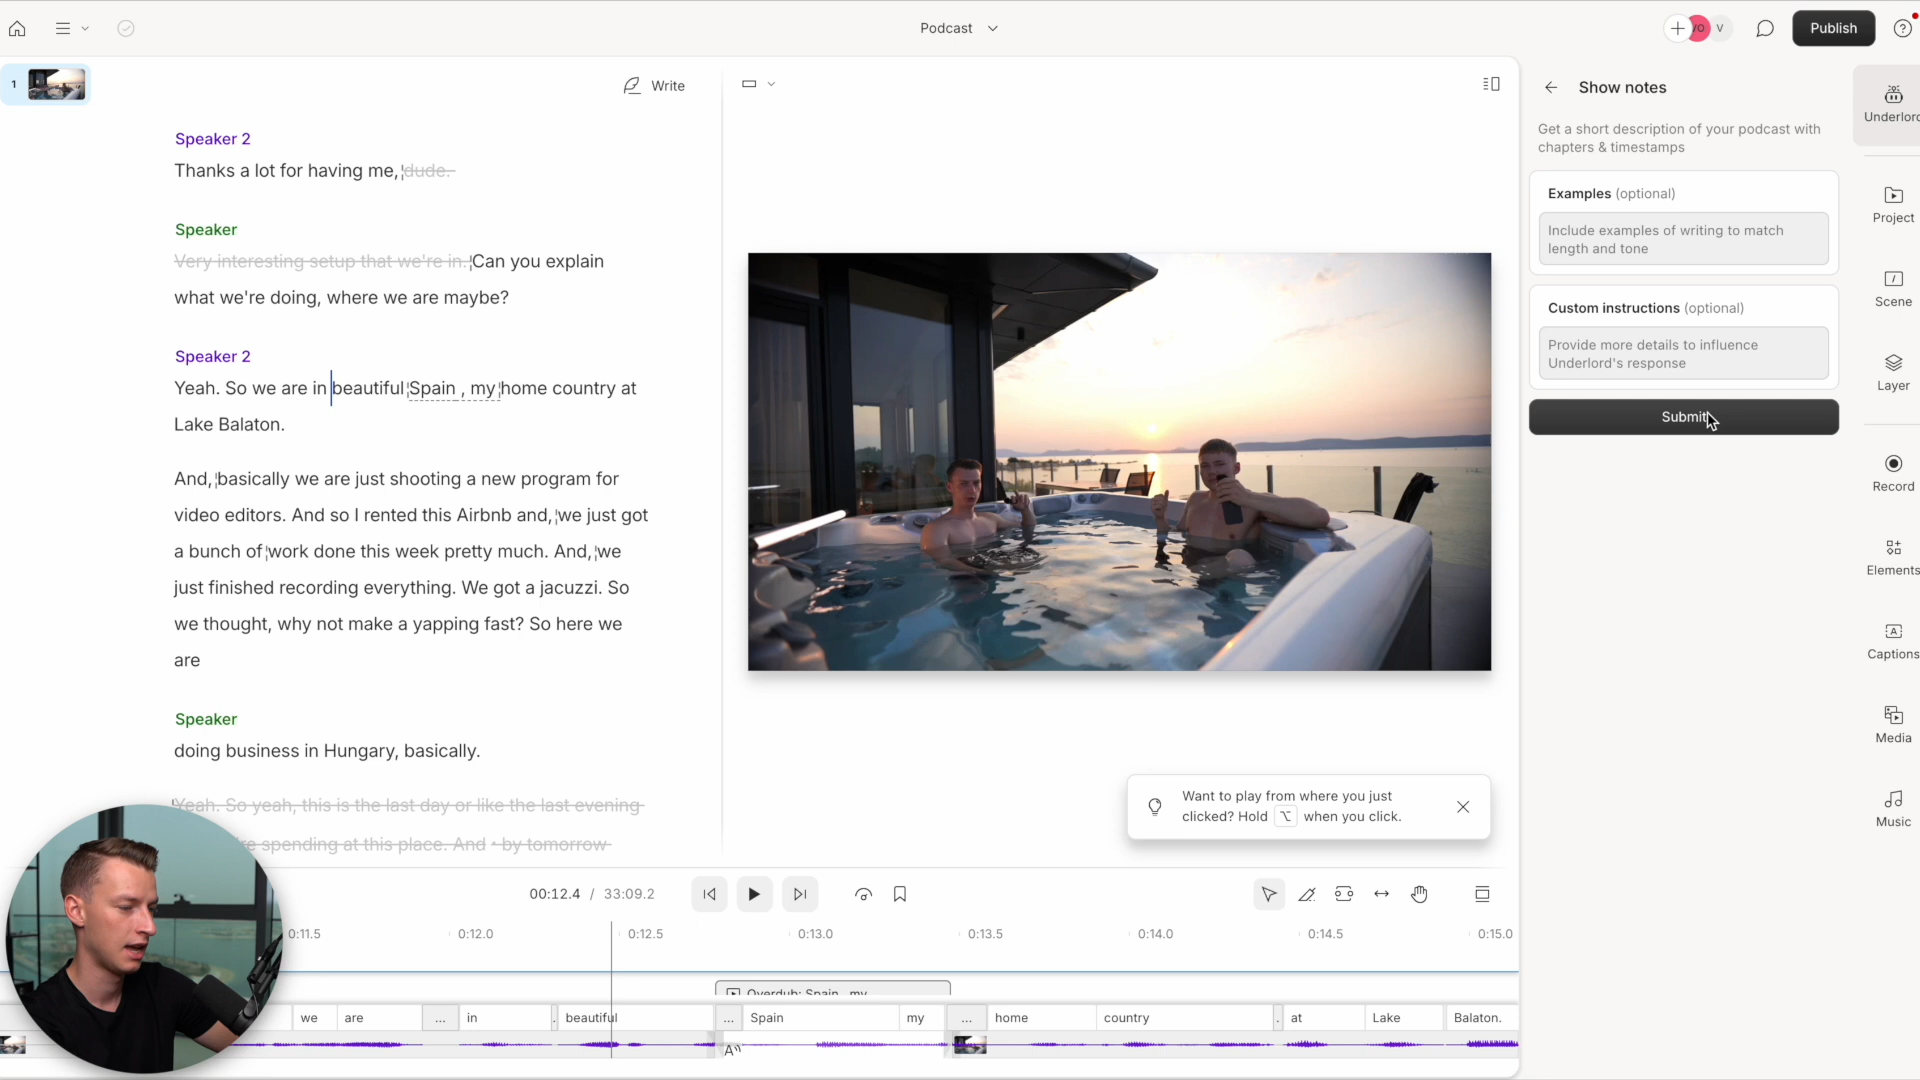 Podcast
VO
V
Publish
1
Write
Speaker 2
Thanks a lot for having me, dude.
Speaker
Very interesting setup that we're in. Can you explain
what we're doing, where we are maybe?
Speaker 2
Yeah. So we are in beautiful Spain , my home country at
Lake Balaton.
And, basically we are just shooting a new program for
video editors. And so I rented this Airbnb and, we just got
a bunch of work done this week pretty much. And, we
just finished recording everything. We got a jacuzzi. So
we thought, why not make a yapping fast? So here we
are
Speaker
doing business in Hungary, basically.
Yeah. So yeah, this is the last day or like the last evening
spending at this place. And - by tomorrow
Show notes
Get a short description of your podcast with
chapters & timestamps
Examples (optional)
Include examples of writing to match
length and tone
Custom instructions (optional)
Provide more details to influence
Underlord's response
Submit
Underlord
Project
Scene
Layer
Record
Elements
Captions
Media
Music
Want to play from where you just
clicked? Hold ⌥ when you click.
00:12.4 / 33:09.2
0:11.5 0:12.0 0:12.5 0:13.0 0:13.5 0:14.0 0:14.5 0:15.0
Overdub: Spain , my
we are ... in . beautiful ... Spain my ... home country . at Lake Balaton.